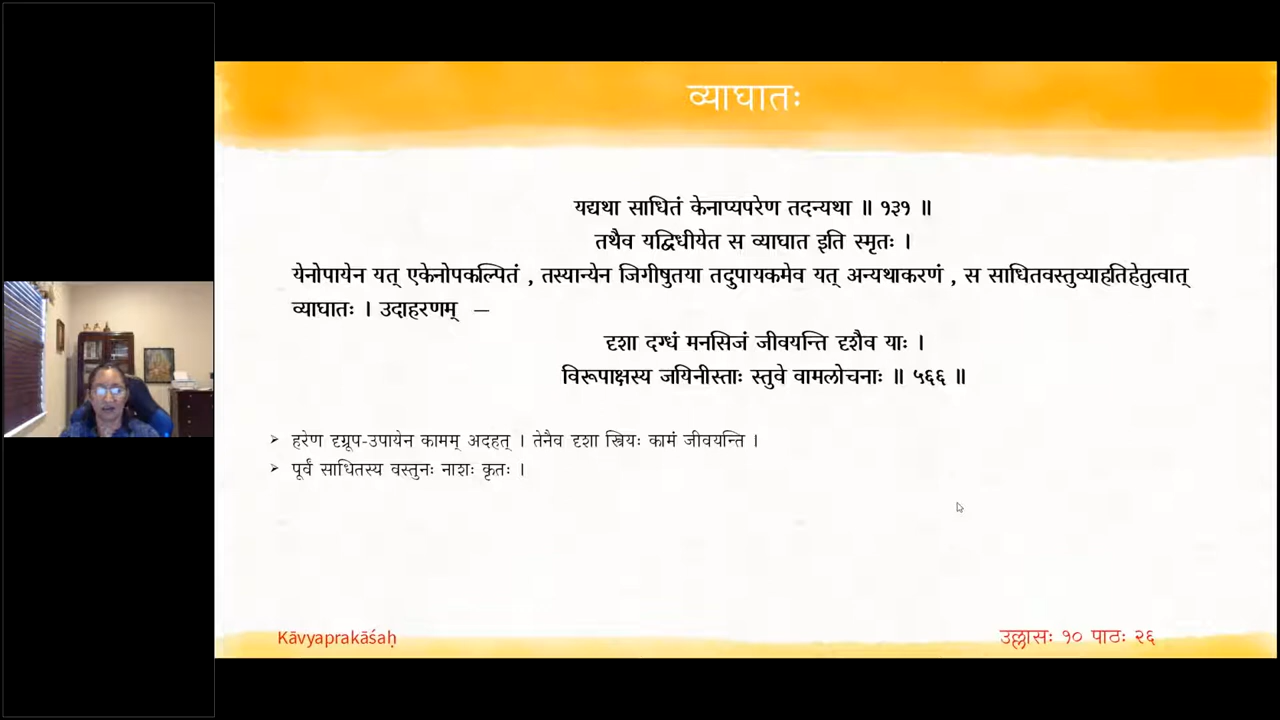 व्याघातः
यद्यथा साधितं केनाप्यपरेण तदन्यथा ॥ १३१ ॥
तथैव यद्विधीयेत स व्याघात इति स्मृतः ।
येनोपायेन यत् एकेनोपकल्पितं , तस्यान्येन जिगीषुतया तदुपायकमेव यत् अन्यथाकरणं , स साधितवस्तुव्याहतिहेतुत्वात्
व्याघातः । उदाहरणम् —
दृशा दग्धं मनसिजं जीवयन्ति दृशैव याः ।
विरूपाक्षस्य जयिनीस्ताः स्तुवे वामलोचनाः ॥ ५६६ ॥
➢ हरेण दृग्रूप-उपायेन कामम् अदहत् । तेनैव दृशा स्त्रियः कामं जीवयन्ति ।
➢ पूर्वं साधितस्य वस्तुनः नाशः कृतः ।
Kāvyaprakāśaḥ उल्लासः १० पाठः २६